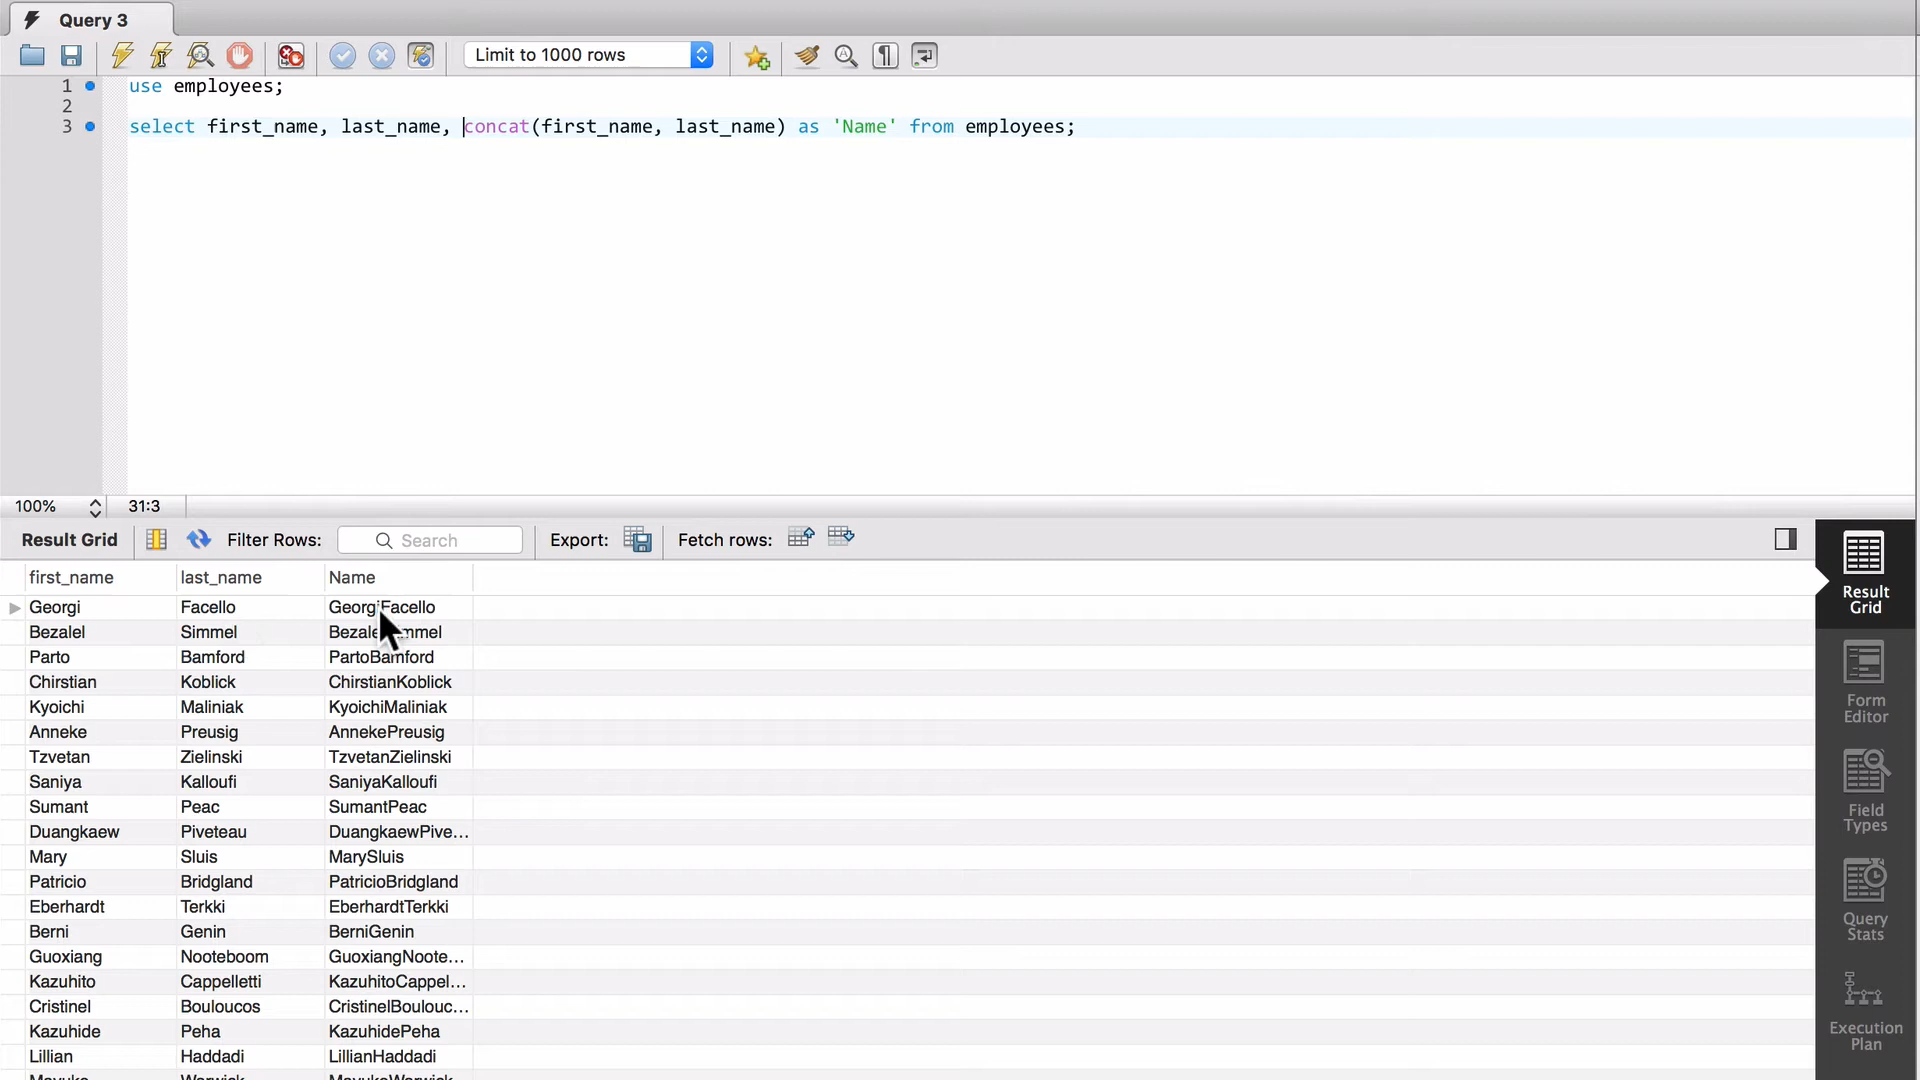 Query 3
Limit to 1000 rows
1
use employees;
2
3
select first_name, last_name, concat(first_name, last_name) as 'Name' from employees;
100%
31:3
Result Grid
Filter Rows:
Search
Export:
Fetch rows:
first_name last_name Name
Georgi Facello GeorgiFacello
Bezalel Simmel
Parto Bamford PartoBamford
Chirstian Koblick ChirstianKoblick
Kyoichi Maliniak KyoichiMaliniak
Anneke Preusig AnnekePreusig
Tzvetan Zielinski TzvetanZielinski
Saniya Kalloufi SaniyaKalloufi
Sumant Peac SumantPeac
Duangkaew Piveteau DuangkaewPive...
Mary Sluis MarySluis
Patricio Bridgland PatricioBridgland
Eberhardt Terkki EberhardtTerkki
Berni Genin BerniGenin
Guoxiang Nooteboom GuoxiangNoote...
Kazuhito Cappelletti KazuhitoCappel...
Cristinel Bouloucos CristinelBoulouc...
Kazuhide Peha KazuhidePeha
Lillian Haddadi LillianHaddadi
Result
Grid
Form
Editor
Field
Types
Query
Stats
Execution
Plan